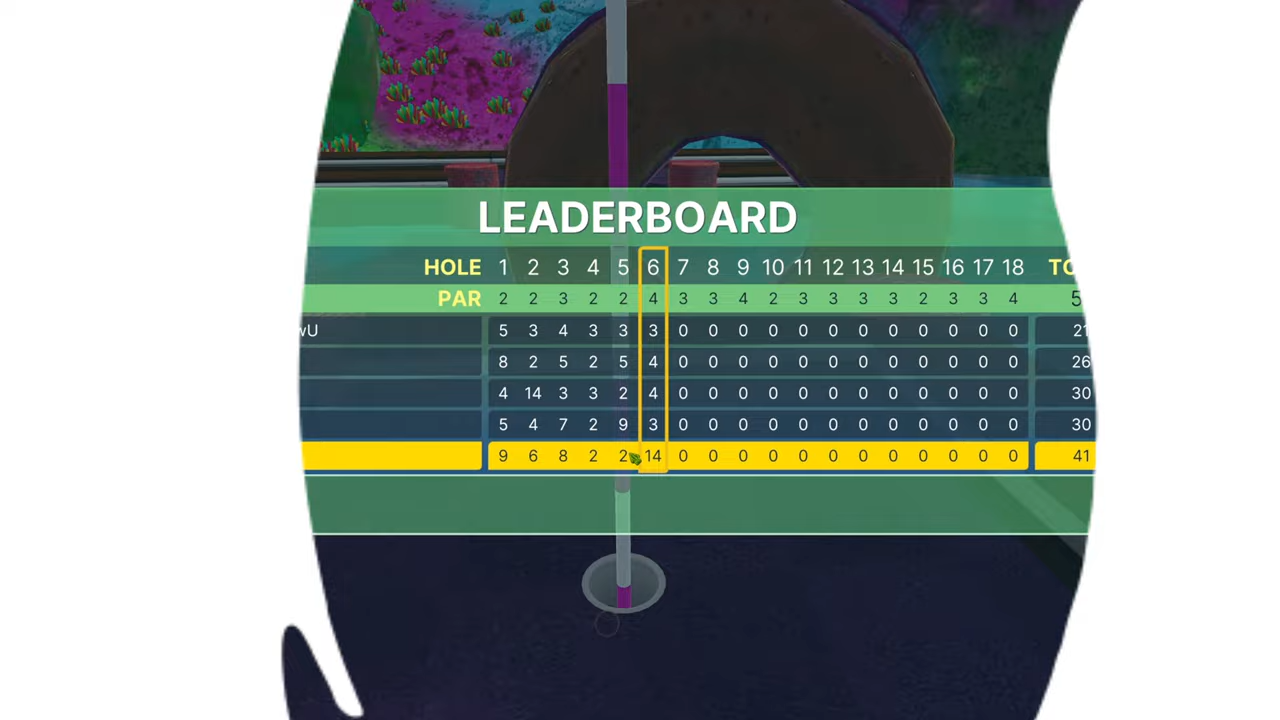 LEADERBOARD
HOLE 1 2 3 4 5 6 7 8 9 10 11 12 13 14 15 16 17 18
PAR 2 2 3 2 2 4 3 3 4 2 3 3 3 3 2 3 3 4
5 3 4 3 3 3 0 0 0 0 0 0 0 0 0 0 0 0 21
8 2 5 2 5 4 0 0 0 0 0 0 0 0 0 0 0 0 26
4 14 3 3 2 4 0 0 0 0 0 0 0 0 0 0 0 0 30
5 4 7 2 9 3 0 0 0 0 0 0 0 0 0 0 0 0 30
9 6 8 2 2 14 0 0 0 0 0 0 0 0 0 0 0 0 41